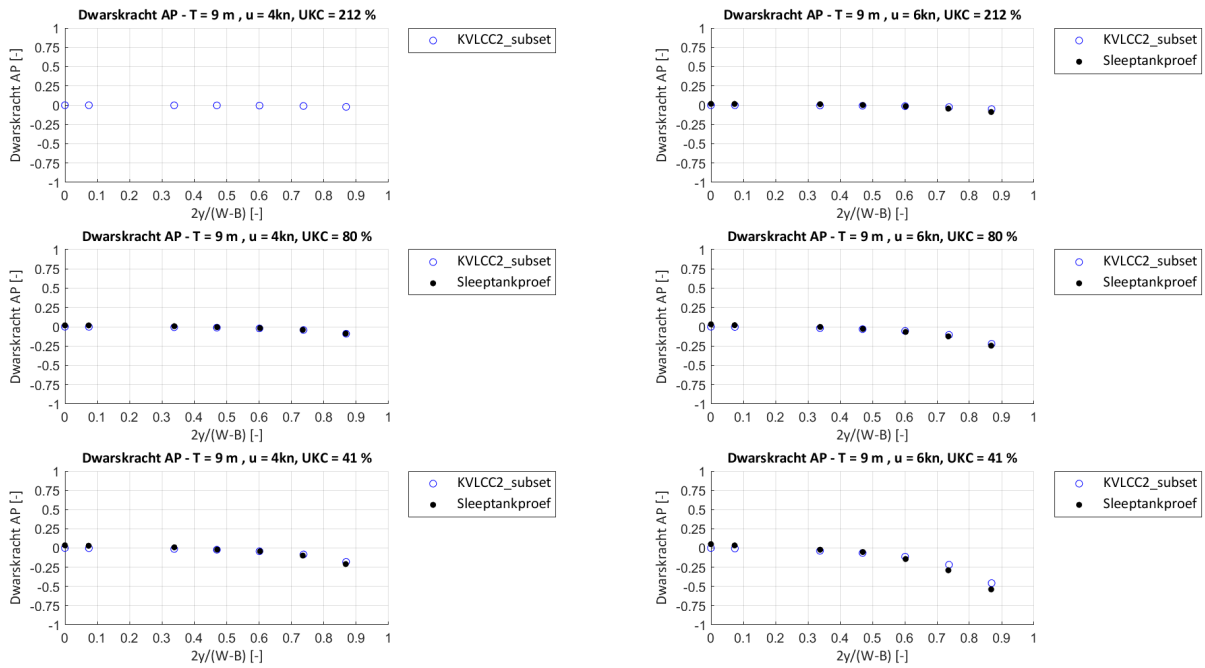 Dwarskracht AP - T = 9 m , u = 4kn, UKC = 212 %
Dwarskracht AP [-]
1
0.75
0.5
0.25
0
-0.25
-0.5
-0.75
-1
0 0.1 0.2 0.3 0.4 0.5 0.6 0.7 0.8 0.9 1
2y/(W-B) [-]
KVLCC2_subset
Dwarskracht AP - T = 9 m , u = 6kn, UKC = 212 %
Dwarskracht AP [-]
1
0.75
0.5
0.25
0
-0.25
-0.5
-0.75
-1
0 0.1 0.2 0.3 0.4 0.5 0.6 0.7 0.8 0.9 1
2y/(W-B) [-]
KVLCC2_subset
Sleeptankproef
Dwarskracht AP - T = 9 m , u = 4kn, UKC = 80 %
Dwarskracht AP [-]
1
0.75
0.5
0.25
0
-0.25
-0.5
-0.75
-1
0 0.1 0.2 0.3 0.4 0.5 0.6 0.7 0.8 0.9 1
2y/(W-B) [-]
KVLCC2_subset
Sleeptankproef
Dwarskracht AP - T = 9 m , u = 6kn, UKC = 80 %
Dwarskracht AP [-]
1
0.75
0.5
0.25
0
-0.25
-0.5
-0.75
-1
0 0.1 0.2 0.3 0.4 0.5 0.6 0.7 0.8 0.9 1
2y/(W-B) [-]
KVLCC2_subset
Sleeptankproef
Dwarskracht AP - T = 9 m , u = 4kn, UKC = 41 %
Dwarskracht AP [-]
1
0.75
0.5
0.25
0
-0.25
-0.5
-0.75
-1
0 0.1 0.2 0.3 0.4 0.5 0.6 0.7 0.8 0.9 1
2y/(W-B) [-]
KVLCC2_subset
Sleeptankproef
Dwarskracht AP - T = 9 m , u = 6kn, UKC = 41 %
Dwarskracht AP [-]
1
0.75
0.5
0.25
0
-0.25
-0.5
-0.75
-1
0 0.1 0.2 0.3 0.4 0.5 0.6 0.7 0.8 0.9 1
2y/(W-B) [-]
KVLCC2_subset
Sleeptankproef